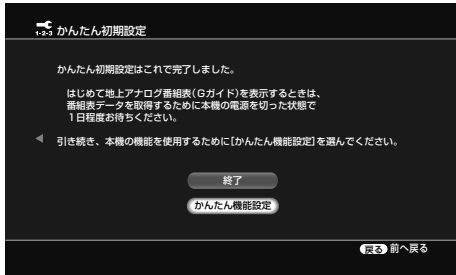 1-2-3 かんたん初期設定
かんたん初期設定はこれで完了しました。
はじめて地上アナログ番組表(Gガイド)を表示するときは、
番組表データを取得するために本機の電源を切った状態で
1日程度お待ちください。
引き続き、本機の機能を使用するために[かんたん機能設定]を選んでください。
終了
かんたん機能設定
戻る 前へ戻る